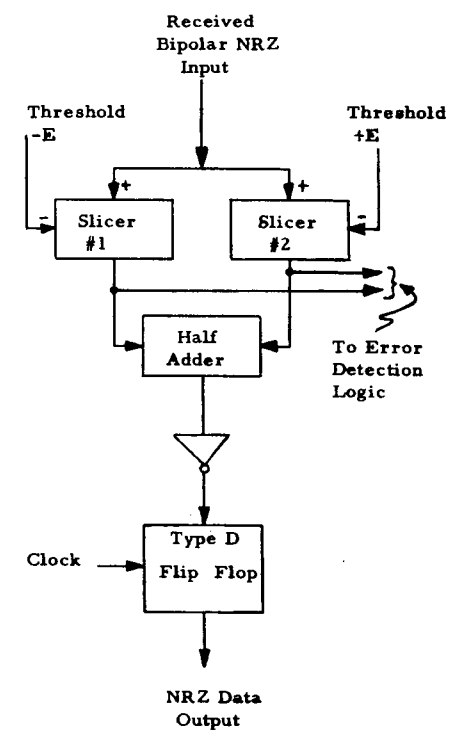 Received
Bipolar NRZ
Input
Threshold
-E
Threshold
+E
+
+
-
Slicer
#1
Slicer
#2
-
Half
Adder
To Error
Detection
Logic
Type D
Flip Flop
Clock
NRZ Data
Output